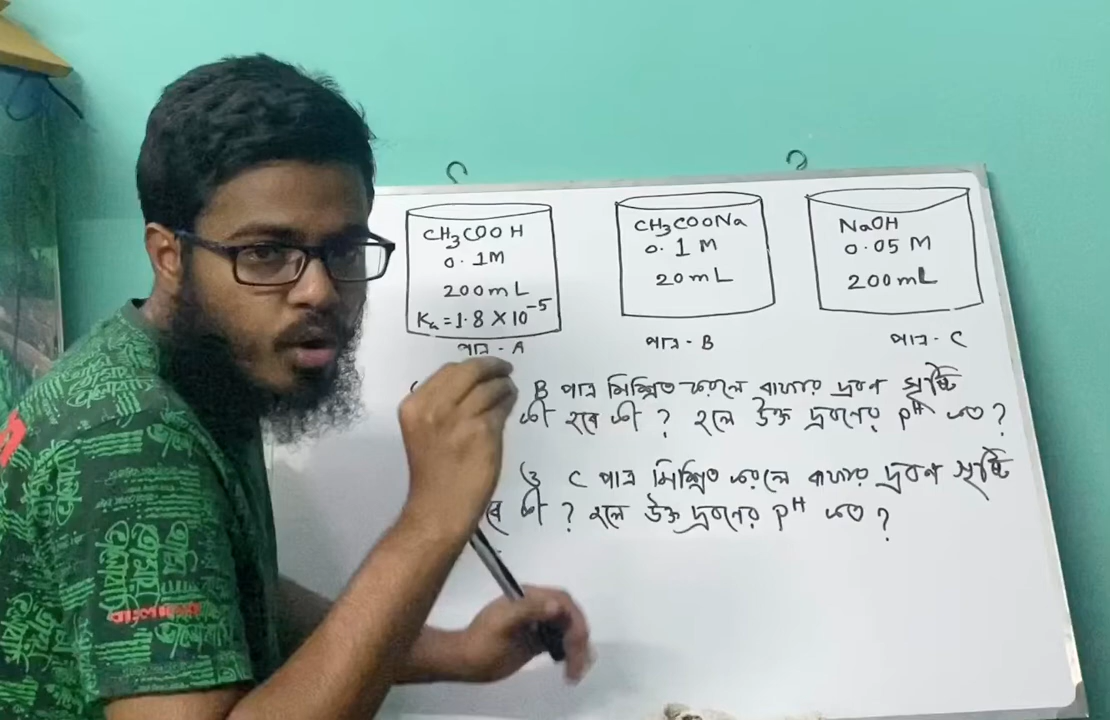 CH₃COOH
0.1M
200mL
Ka = 1.8 X 10⁻⁵
পাত্র - A
CH₃COONa
0.1 M
20mL
পাত্র - B
NaOH
0.05 M
200mL
পাত্র - C
B পাত্র মিশ্রিত করলে বাফার দ্রবণ সৃষ্টি
কী হবে কী ? হলে উক্ত দ্রবণের pH কত ?
ও C পাত্র মিশ্রিত করলে বাফার দ্রবণ সৃষ্টি
বে কী ? হলে উক্ত দ্রবণের pH কত ?